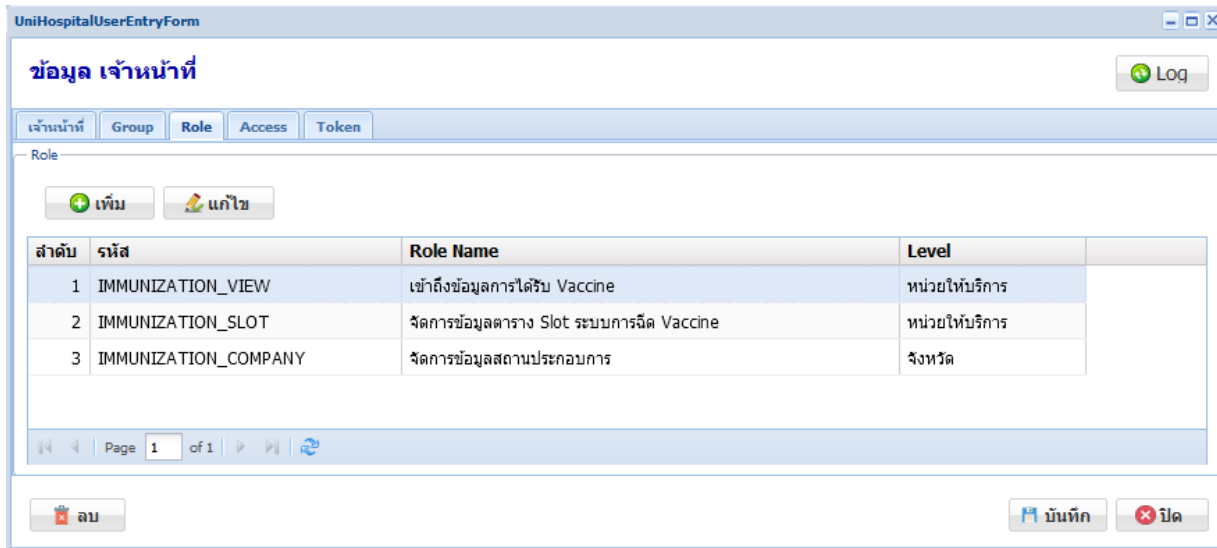 UniHospitalUserEntryForm
ข้อมูล เจ้าหน้าที่
Log
เจ้าหน้าที่ Group Role Access Token
Role
เพิ่ม แก้ไข
ลำดับ รหัส Role Name Level
1 IMMUNIZATION_VIEW เข้าถึงข้อมูลการได้รับ Vaccine หน่วยให้บริการ
2 IMMUNIZATION_SLOT จัดการข้อมูลตาราง Slot ระบบการฉีด Vaccine หน่วยให้บริการ
3 IMMUNIZATION_COMPANY จัดการข้อมูลสถานประกอบการ จังหวัด
Page 1 of 1
ลบ บันทึก ปิด